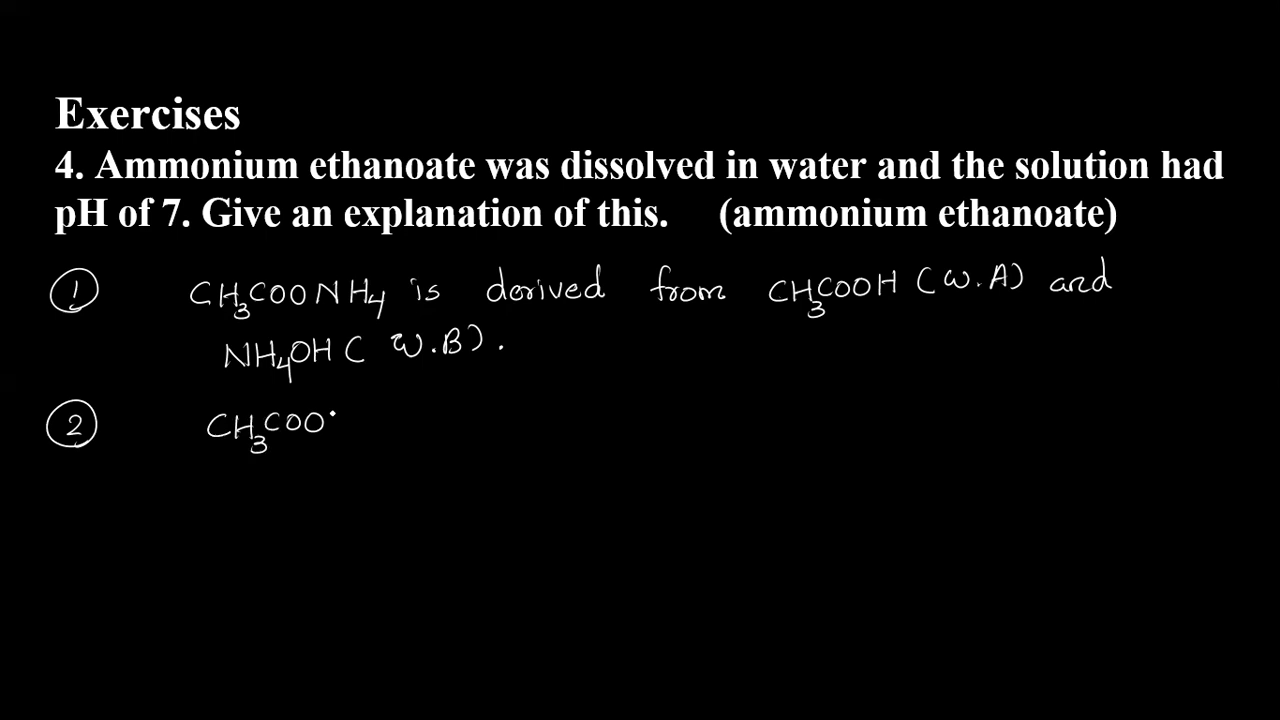 Exercises
4. Ammonium ethanoate was dissolved in water and the solution had
pH of 7. Give an explanation of this. (ammonium ethanoate)
① CH₃COONH₄ is derived from CH₃COOH (W.A) and
NH₄OH ( W.B).
② CH₃COO